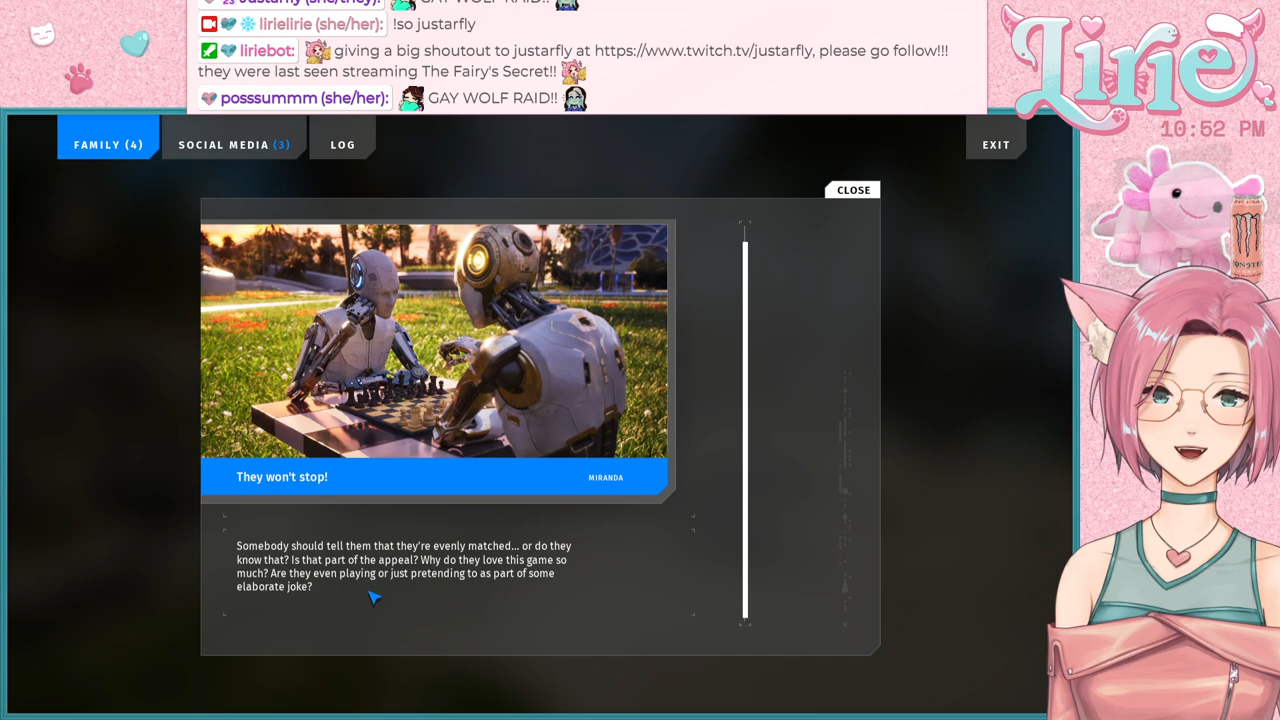 23 Justarfly (she/they): GAY WOLF RAID!!
lirielirie (she/her): !so justarfly
liriebot: giving a big shoutout to justarfly at https://www.twitch.tv/justarfly, please go follow!!!
they were last seen streaming The Fairy's Secret!!
posssummm (she/her): GAY WOLF RAID!!
Lirie
10:52 PM
FAMILY (4)
SOCIAL MEDIA (3)
LOG
EXIT
CLOSE
MONSTER
They won't stop!
MIRANDA
Somebody should tell them that they're evenly matched... or do they
know that? Is that part of the appeal? Why do they love this game so
much? Are they even playing or just pretending to as part of some
elaborate joke?